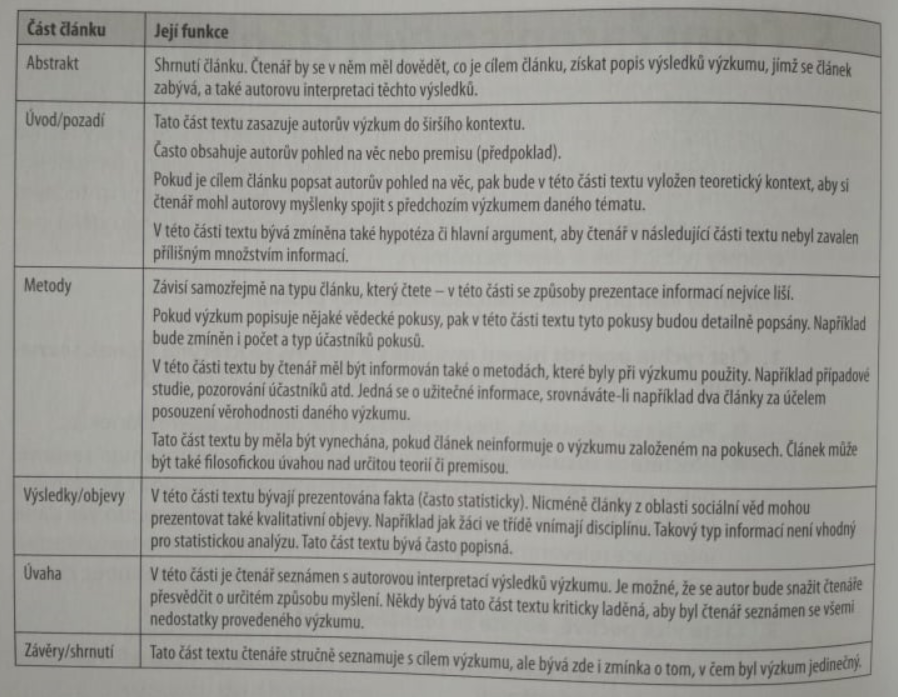 Část článku Její funkce
Abstrakt Shrnutí článku. Čtenář by se v něm měl dovědět, co je cílem článku, získat popis výsledků výzkumu, jímž se článek
zabývá, a také autorovu interpretaci těchto výsledků.
Úvod/pozadí Tato část textu zasazuje autorův výzkum do širšího kontextu.
Často obsahuje autorův pohled na věc nebo premisu (předpoklad).
Pokud je cílem článku popsat autorův pohled na věc, pak bude v této části textu vyložen teoretický kontext, aby si
čtenář mohl autorovy myšlenky spojit s předchozím výzkumem daného tématu.
V této části textu bývá zmíněna také hypotéza či hlavní argument, aby čtenář v následující části textu nebyl zavalen
přílišným množstvím informací.
Metody Závisí samozřejmě na typu článku, který čtete – v této části se způsoby prezentace informací nejvíce liší.
Pokud výzkum popisuje nějaké vědecké pokusy, pak v této části textu tyto pokusy budou detailně popsány. Například
bude zmíněn i počet a typ účastníků pokusů.
V této části textu by čtenář měl být informován také o metodách, které byly při výzkumu použity. Například případové
studie, pozorování účastníků atd. Jedná se o užitečné informace, srovnáváte-li například dva články za účelem
posouzení věrohodnosti daného výzkumu.
Tato část textu by měla být vynechána, pokud článek neinformuje o výzkumu založeném na pokusech. Článek může
být také filosofickou úvahou nad určitou teorií či premisou.
Výsledky/objevy V této části textu bývají prezentována fakta (často statisticky). Nicméně články z oblasti sociální věd mohou
prezentovat také kvalitativní objevy. Například jak žáci ve třídě vnímají disciplínu. Takový typ informací není vhodný
pro statistickou analýzu. Tato část textu bývá často popisná.
Úvaha V této části je čtenář seznámen s autorovou interpretací výsledků výzkumu. Je možné, že se autor bude snažit čtenáře
přesvědčit o určitém způsobu myšlení. Někdy bývá tato část textu kriticky laděná, aby byl čtenář seznámen se všemi
nedostatky provedeného výzkumu.
Závěry/shrnutí Tato část textu čtenáře stručně seznamuje s cílem výzkumu, ale bývá zde i zmínka o tom, v čem byl výzkum jedinečný.